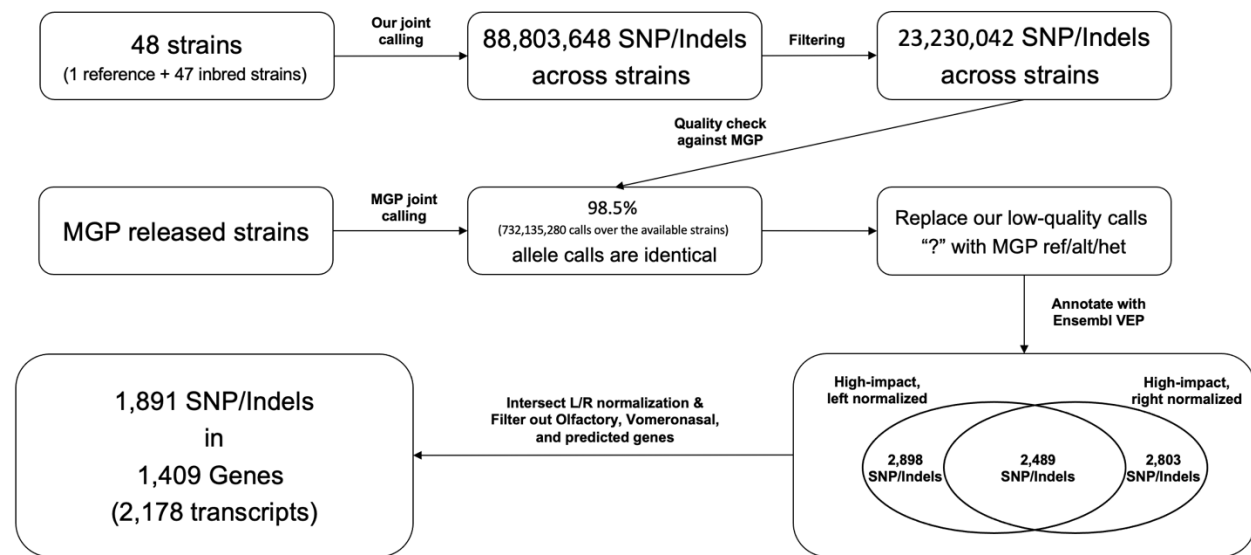 48 strains
(1 reference + 47 inbred strains)
Our joint
calling
88,803,648 SNP/Indels
across strains
Filtering
23,230,042 SNP/Indels
across strains
Quality check
against MGP
MGP released strains
MGP joint
calling
98.5%
(732,135,280 calls over the available strains)
allele calls are identical
Replace our low-quality calls
“?” with MGP ref/alt/het
Annotate with
Ensembl VEP
High-impact,
left normalized
High-impact,
right normalized
2,898
SNP/Indels
2,489
SNP/Indels
2,803
SNP/Indels
Intersect L/R normalization &
Filter out Olfactory, Vomeronasal,
and predicted genes
1,891 SNP/Indels
in
1,409 Genes
(2,178 transcripts)